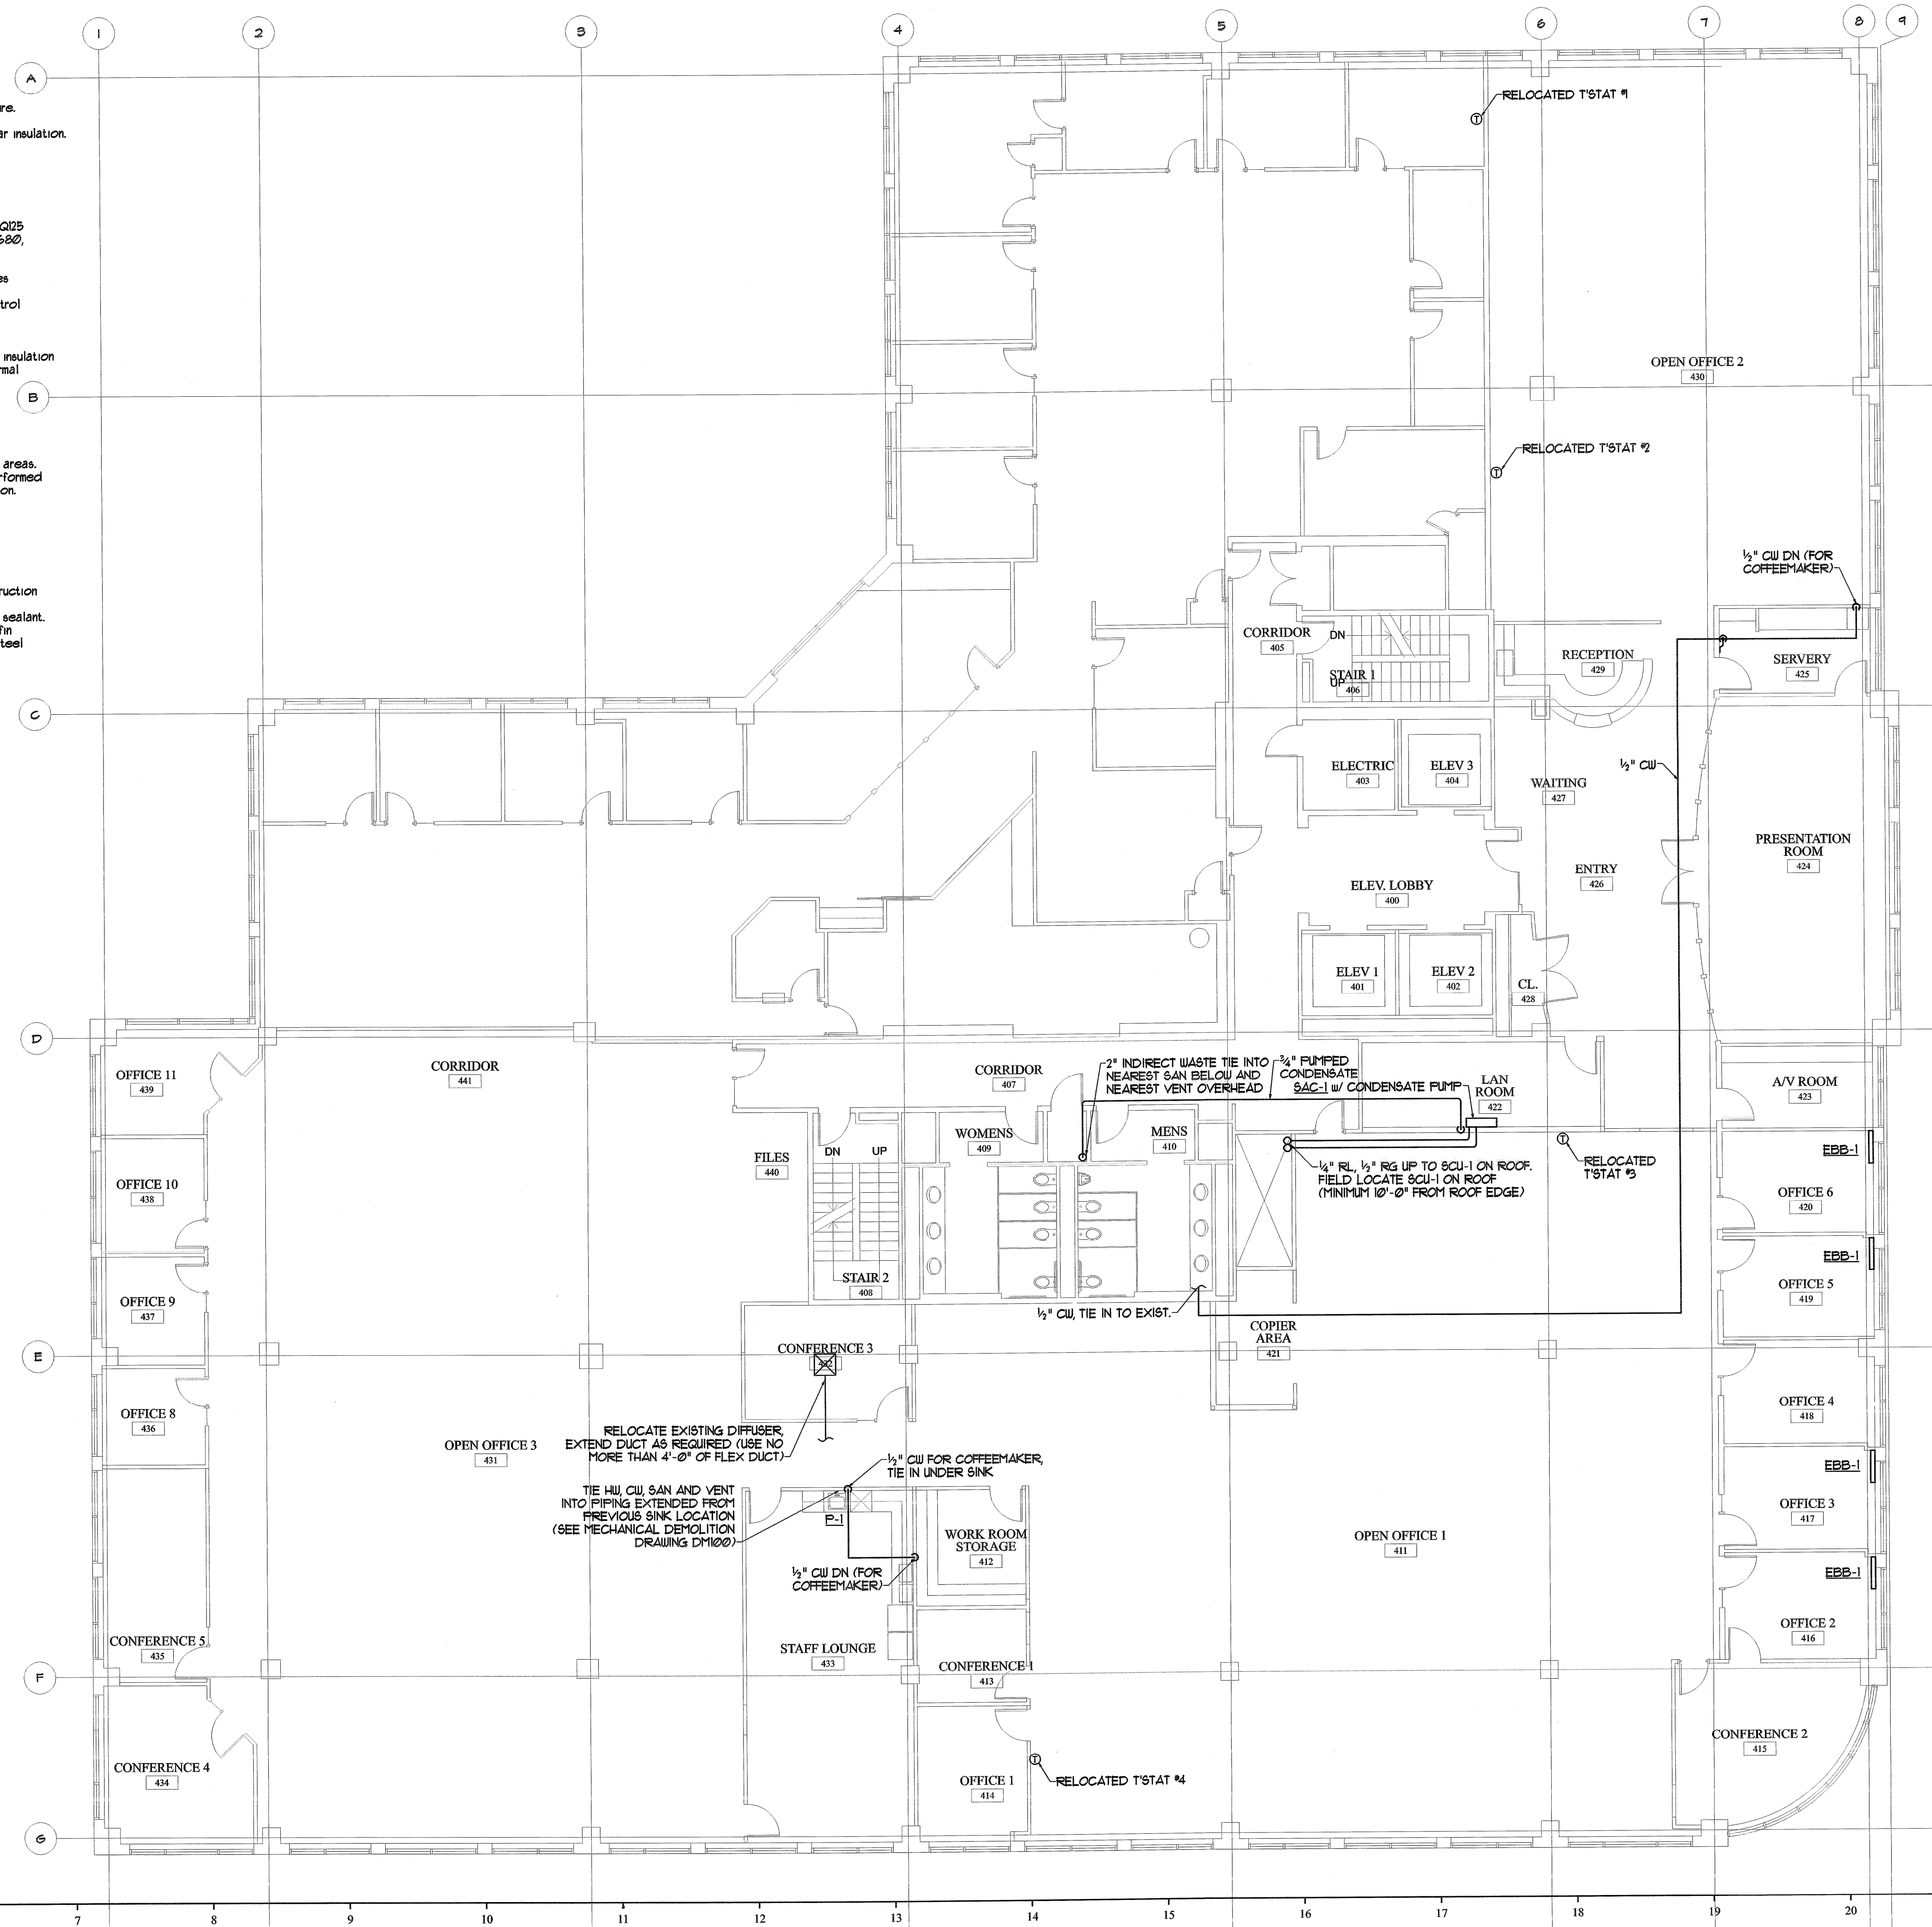 1
2
3
4
5
6
7
8
9
A
B
C
D
E
F
G
ar insulation.
Q125
insulation
areas.
sealant.
RELOCATED T'STAT #1
OPEN OFFICE 2
430
RELOCATED T'STAT #2
½" CW DN (FOR
COFFEEMAKER)
CORRIDOR
405
DN
STAIR 1
UP
406
RECEPTION
429
SERVERY
425
ELECTRIC
403
ELEV 3
404
½" CW
WAITING
427
PRESENTATION
ROOM
424
ENTRY
426
ELEV. LOBBY
400
ELEV 1
401
ELEV 2
402
CL.
428
OFFICE 11
439
CORRIDOR
441
CORRIDOR
407
2" INDIRECT WASTE TIE INTO
NEAREST SAN BELOW AND
NEAREST VENT OVERHEAD
¾" PUMPED
CONDENSATE
SAC-1 w/ CONDENSATE PUMP
LAN
ROOM
422
A/V ROOM
423
WOMENS
409
MENS
410
FILES
440
DN
UP
OFFICE 10
438
¼" RL, ½" RG UP TO SCU-1 ON ROOF.
FIELD LOCATE SCU-1 ON ROOF
(MINIMUM 10'-0" FROM ROOF EDGE)
RELOCATED
T'STAT #3
EBB-1
OFFICE 6
420
EBB-1
OFFICE 5
419
STAIR 2
408
OFFICE 9
437
½" CW, TIE IN TO EXIST.
COPIER
AREA
421
CONFERENCE 3
432
OFFICE 8
436
OFFICE 4
418
RELOCATE EXISTING DIFFUSER,
EXTEND DUCT AS REQUIRED (USE NO
MORE THAN 4'-0" OF FLEX DUCT)
OPEN OFFICE 3
431
½" CW FOR COFFEEMAKER,
TIE IN UNDER SINK
EBB-1
OFFICE 3
417
TIE HW, CW, SAN AND VENT
INTO PIPING EXTENDED FROM
PREVIOUS SINK LOCATION
(SEE MECHANICAL DEMOLITION
DRAWING DM100)
P-1
WORK ROOM
STORAGE
412
OPEN OFFICE 1
411
½" CW DN (FOR
COFFEEMAKER)
EBB-1
OFFICE 2
416
CONFERENCE 5
435
STAFF LOUNGE
433
CONFERENCE 1
413
CONFERENCE 2
415
CONFERENCE 4
434
OFFICE 1
414
RELOCATED T'STAT #4
T
T
T
T
7
8
9
10
11
12
13
14
15
16
17
18
19
20